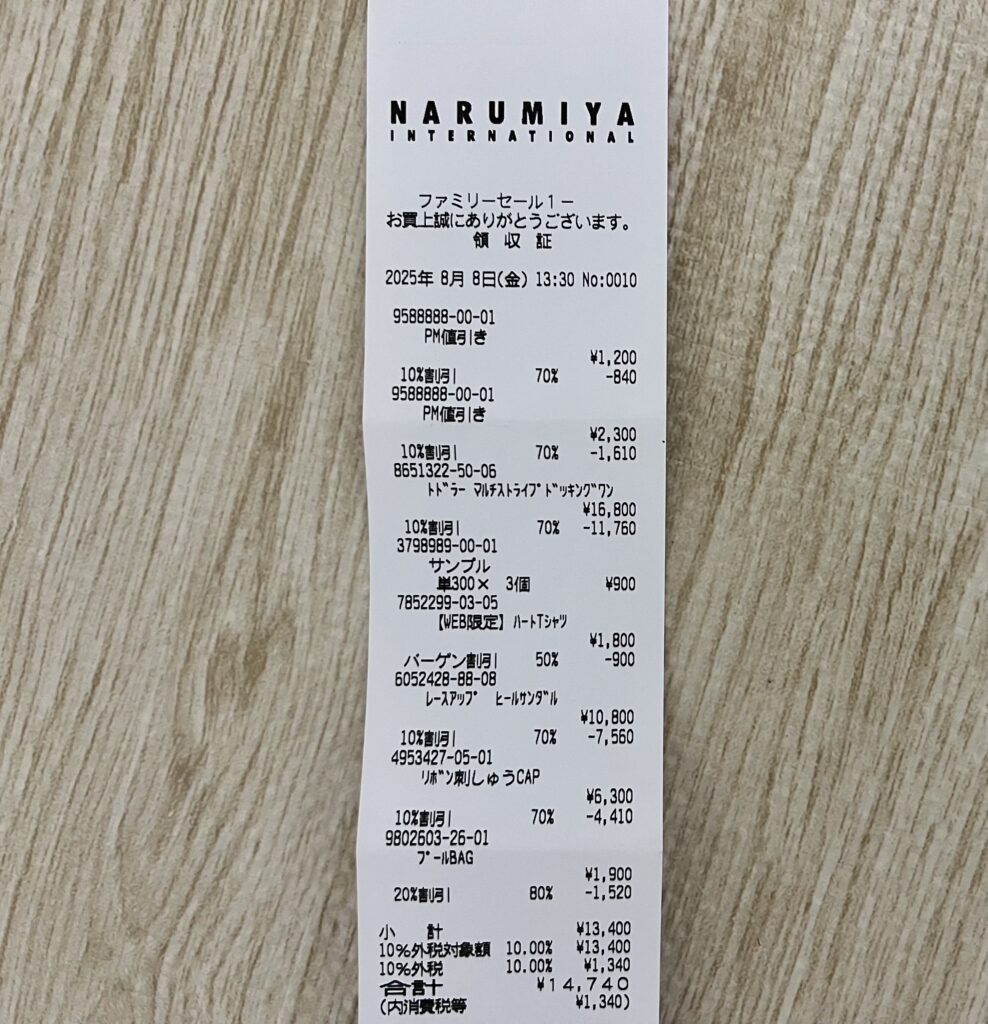 NARUMIYA
INTERNATIONAL
ファミリーセール1ー
お買上誠にありがとうございます。
領 収 証
2025年 8月 8日(金) 13:30 No:0010
9588888-00-01
PM値引き
¥1,200
10%割引 70% -840
9588888-00-01
PM値引き
¥2,300
10%割引 70% -1,610
8651322-50-06
トドラー マルチストライプドッキングワン
¥16,800
10%割引 70% -11,760
3798989-00-01
サンプル
単300× 3個 ¥900
7852299-03-05
【WEB限定】ハートTシャツ
¥1,800
バーゲン割引 50% -900
6052428-88-08
レースアップ ヒールサンダル
¥10,800
10%割引 70% -7,560
4953427-05-01
リボン刺しゅうCAP
¥6,300
10%割引 70% -4,410
9802603-26-01
プールBAG
¥1,900
20%割引 80% -1,520
小 計 ¥13,400
10%外税対象額 10.00% ¥13,400
10%外税 10.00% ¥1,340
合計 ¥14,740
(内消費税等 ¥1,340)